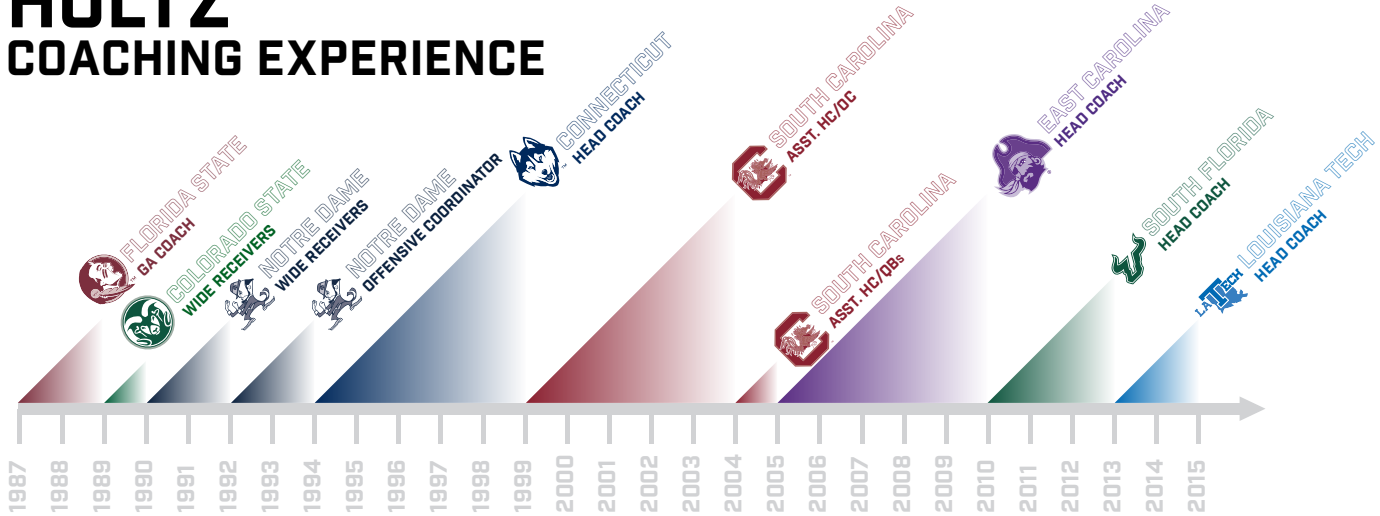 HOLTZ
COACHING EXPERIENCE
FLORIDA STATE
GA COACH
COLORADO STATE
WIDE RECEIVERS
NOTRE DAME
WIDE RECEIVERS
NOTRE DAME
OFFENSIVE COORDINATOR
CONNECTICUT
HEAD COACH
SOUTH CAROLINA
ASST. HC/OC
SOUTH CAROLINA
ASST. HC/QBs
EAST CAROLINA
HEAD COACH
SOUTH FLORIDA
HEAD COACH
LA TECH
LOUISIANA TECH
HEAD COACH
1987
1988
1989
1990
1991
1992
1993
1994
1995
1996
1997
1998
1999
2000
2001
2002
2003
2004
2005
2006
2007
2008
2009
2010
2011
2012
2013
2014
2015